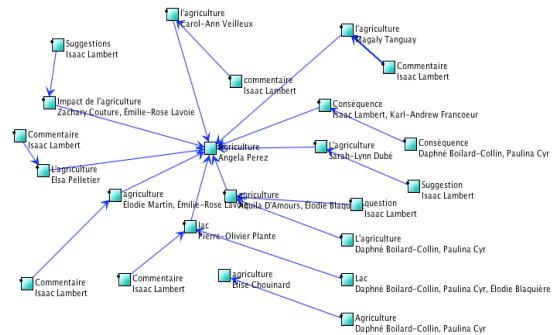 l'agriculture
Carol-Ann Veilleux
l'agriculture
Magaly Tanguay
Suggestions
Isaac Lambert
Commentaire
Isaac Lambert
commentaire
Isaac Lambert
Impact de l'agriculture
Zachary Couture, Émilie-Rose Lavoie
Conséquence
Isaac Lambert, Karl-Andrew Francoeur
Commentaire
Isaac Lambert
agriculture
Angela Perez
L'agriculture
Sarah-Lynn Dubé
Conséquence
Daphné Boilard-Collin, Paulina Cyr
L'agriculture
Elsa Pelletier
Suggestion
Isaac Lambert
agriculture
Élodie Martin, Émilie-Rose Lavoie
agriculture
Aquila D'Amours, Élodie
question
Isaac Lambert
lac
Pierre-Olivier Plante
L'agriculture
Daphné Boilard-Collin, Paulina Cyr
Commentaire
Isaac Lambert
Commentaire
Isaac Lambert
agriculture
Élise Chouinard
Lac
Daphné Boilard-Collin, Paulina Cyr, Élodie Blaquière
Agriculture
Daphné Boilard-Collin, Paulina Cyr